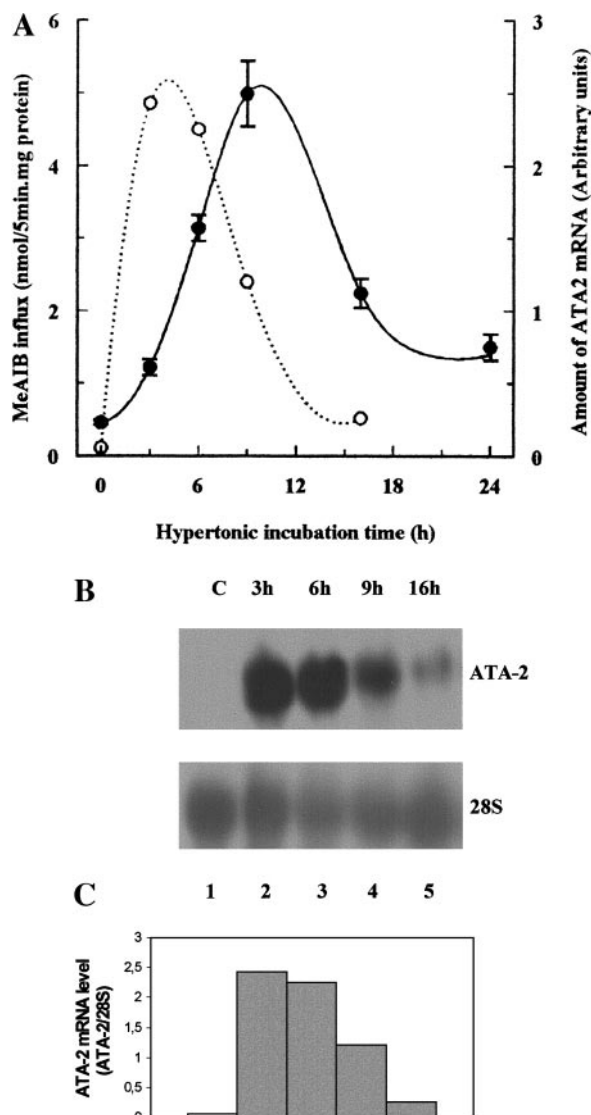 A
6
4
2
0
MeAIB influx (nmol/5min.mg protein)
3
2
1
0
Amount of ATA2 mRNA (Arbitrary units)
0 6 12 18 24
Hypertonic incubation time (h)
B
C 3h 6h 9h 16h
ATA-2
28S
C
1 2 3 4 5
ATA-2 mRNA level
(ATA-2/28S)
3
2,5
2
1,5
1
0,5
0